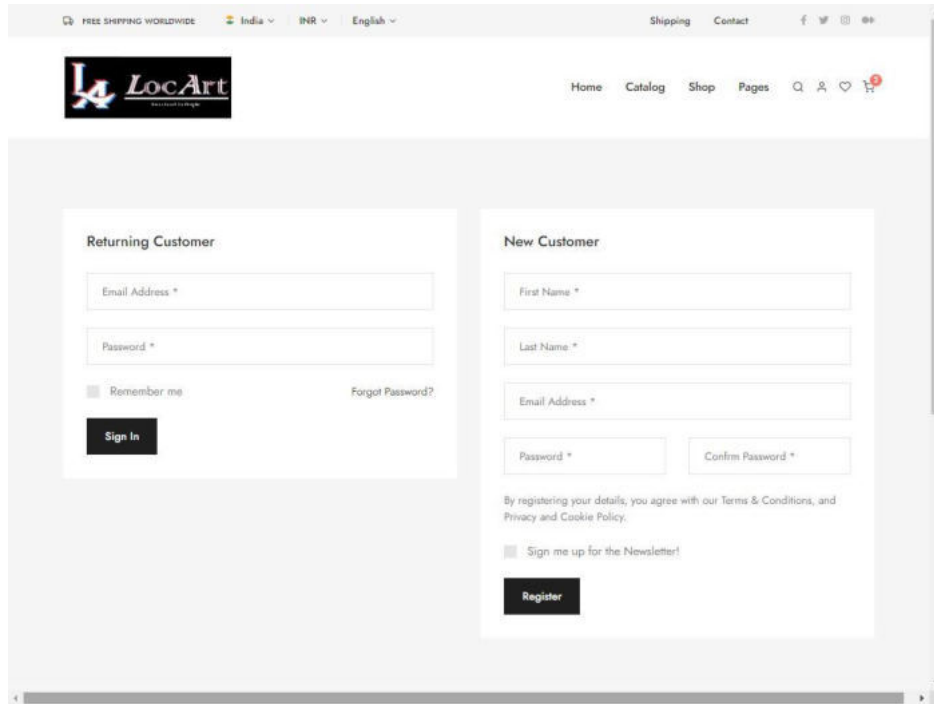 FREE SHIPPING WORLDWIDE India INR English Shipping Contact
LocArt
Home Catalog Shop Pages 2
Returning Customer
Email Address *
Password *
Remember me Forgot Password?
Sign In
New Customer
First Name *
Last Name *
Email Address *
Password * Confirm Password *
By registering your details, you agree with our Terms & Conditions, and
Privacy and Cookie Policy.
Sign me up for the Newsletter!
Register